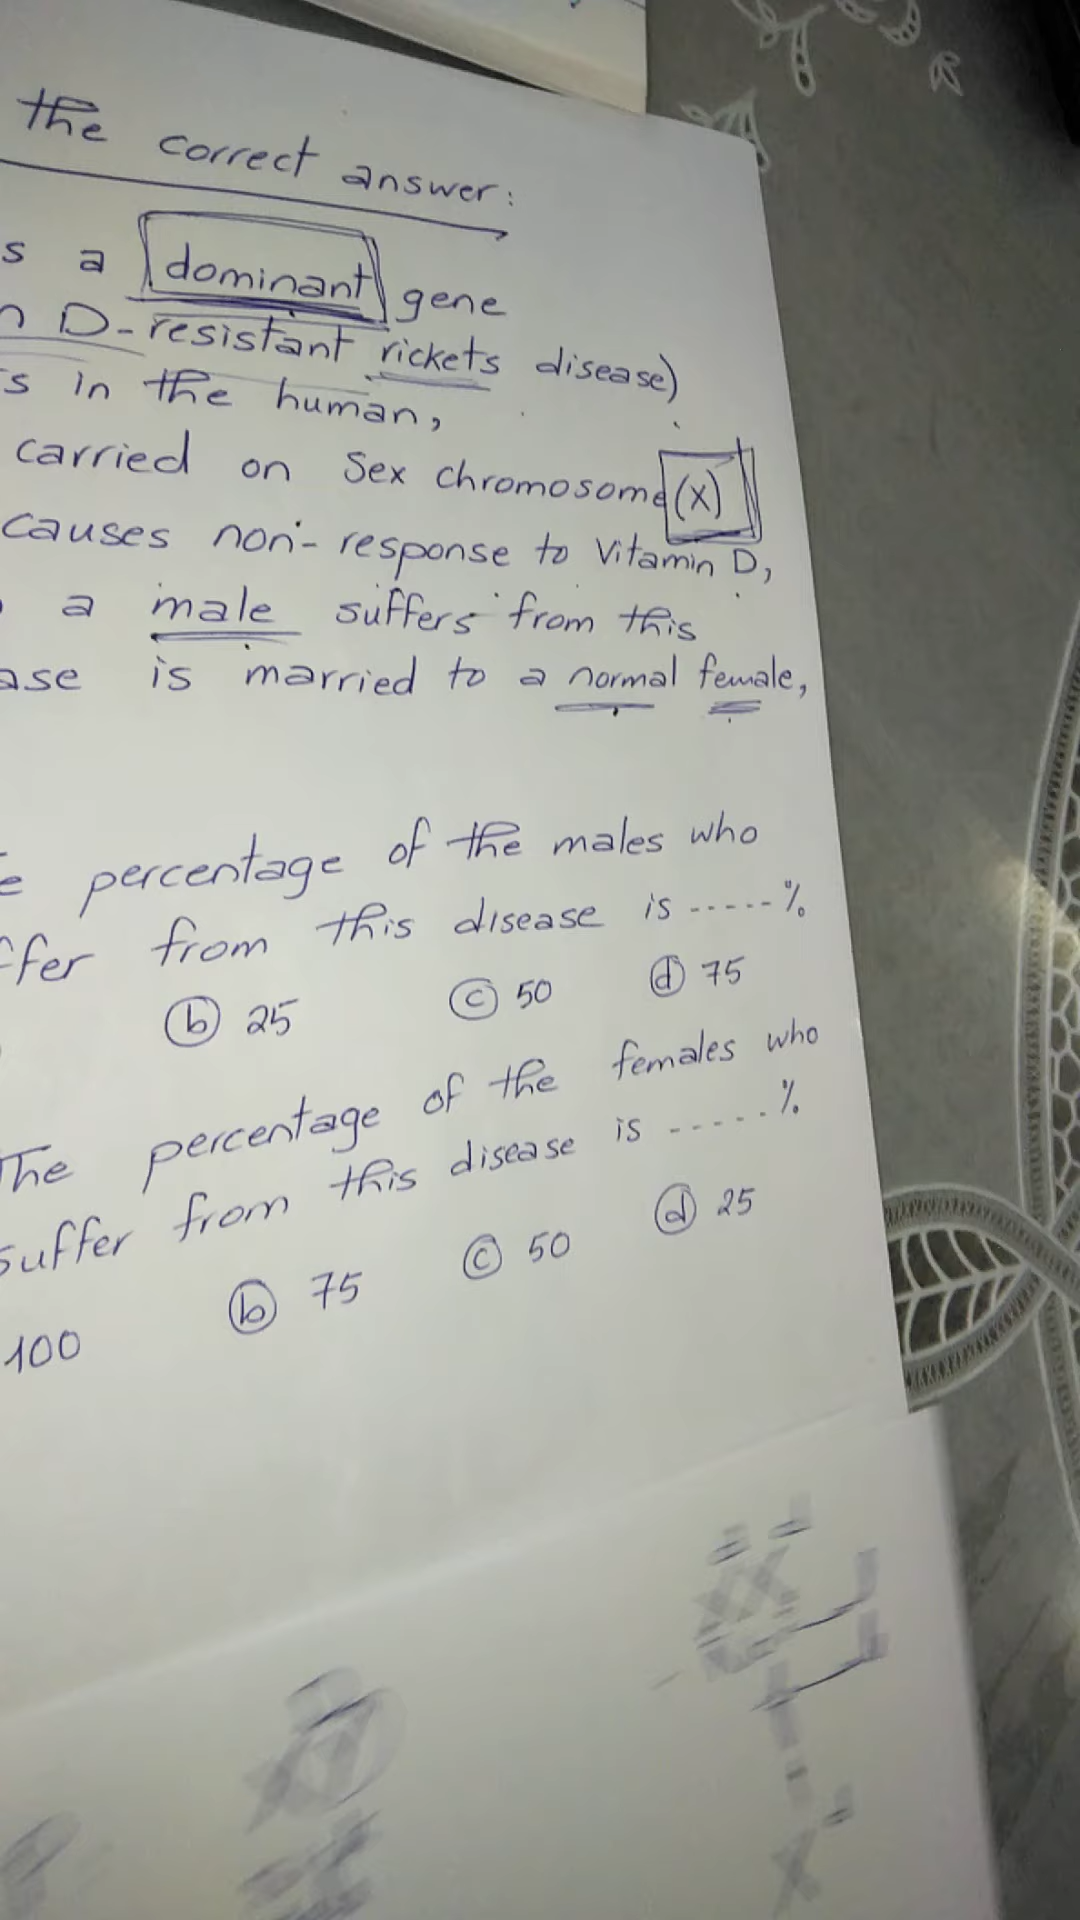 the correct answer:
s a dominant gene
n D-resistant rickets disease)
s in the human,
carried on Sex chromosome (X)
causes non-response to Vitamin D,
a male suffers from this
ase is married to a normal female,
e percentage of the males who
ffer from this disease is -----%
(b) 25 (c) 50 (d) 75
The percentage of the females who
suffer from this disease is -----%
100 (b) 75 (c) 50 (d) 25